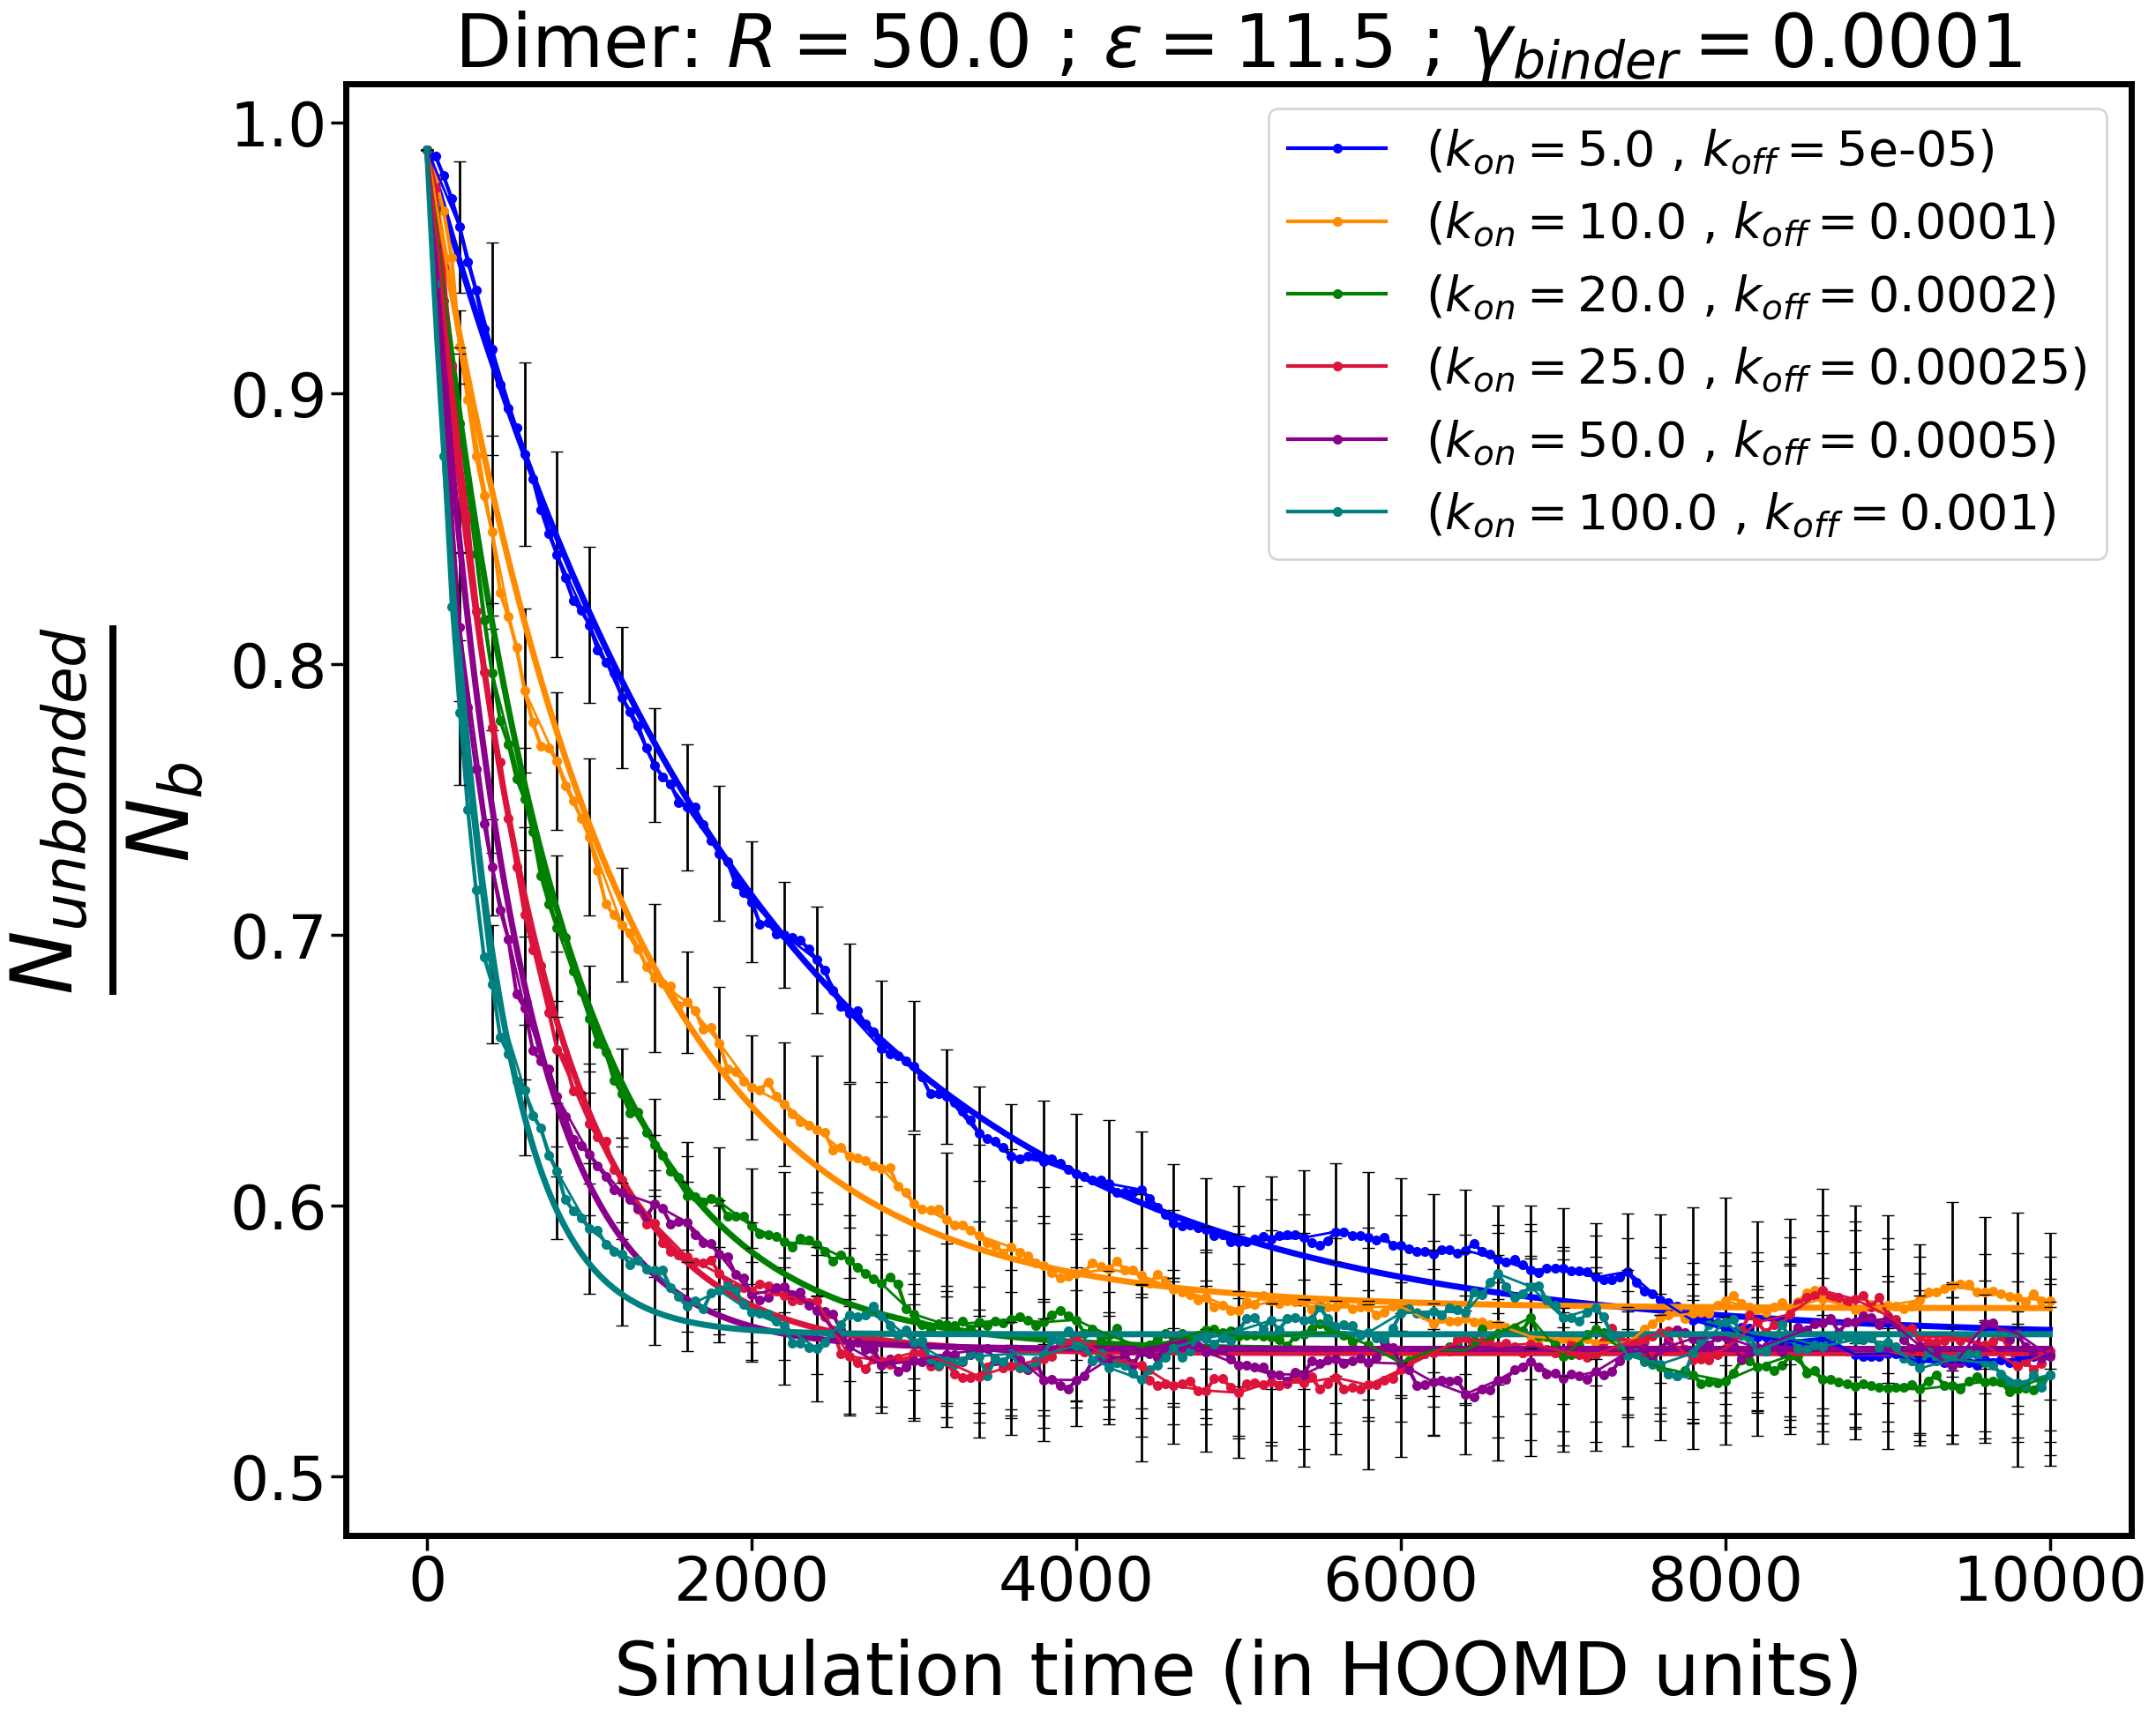 Dimer: R = 50.0 ; ε = 11.5 ; γ_binder = 0.0001
N_unbonded
N_b
1.0
0.9
0.8
0.7
0.6
0.5
(k_on = 5.0 , k_off = 5e-05)
(k_on = 10.0 , k_off = 0.0001)
(k_on = 20.0 , k_off = 0.0002)
(k_on = 25.0 , k_off = 0.00025)
(k_on = 50.0 , k_off = 0.0005)
(k_on = 100.0 , k_off = 0.001)
0 2000 4000 6000 8000 10000
Simulation time (in HOOMD units)